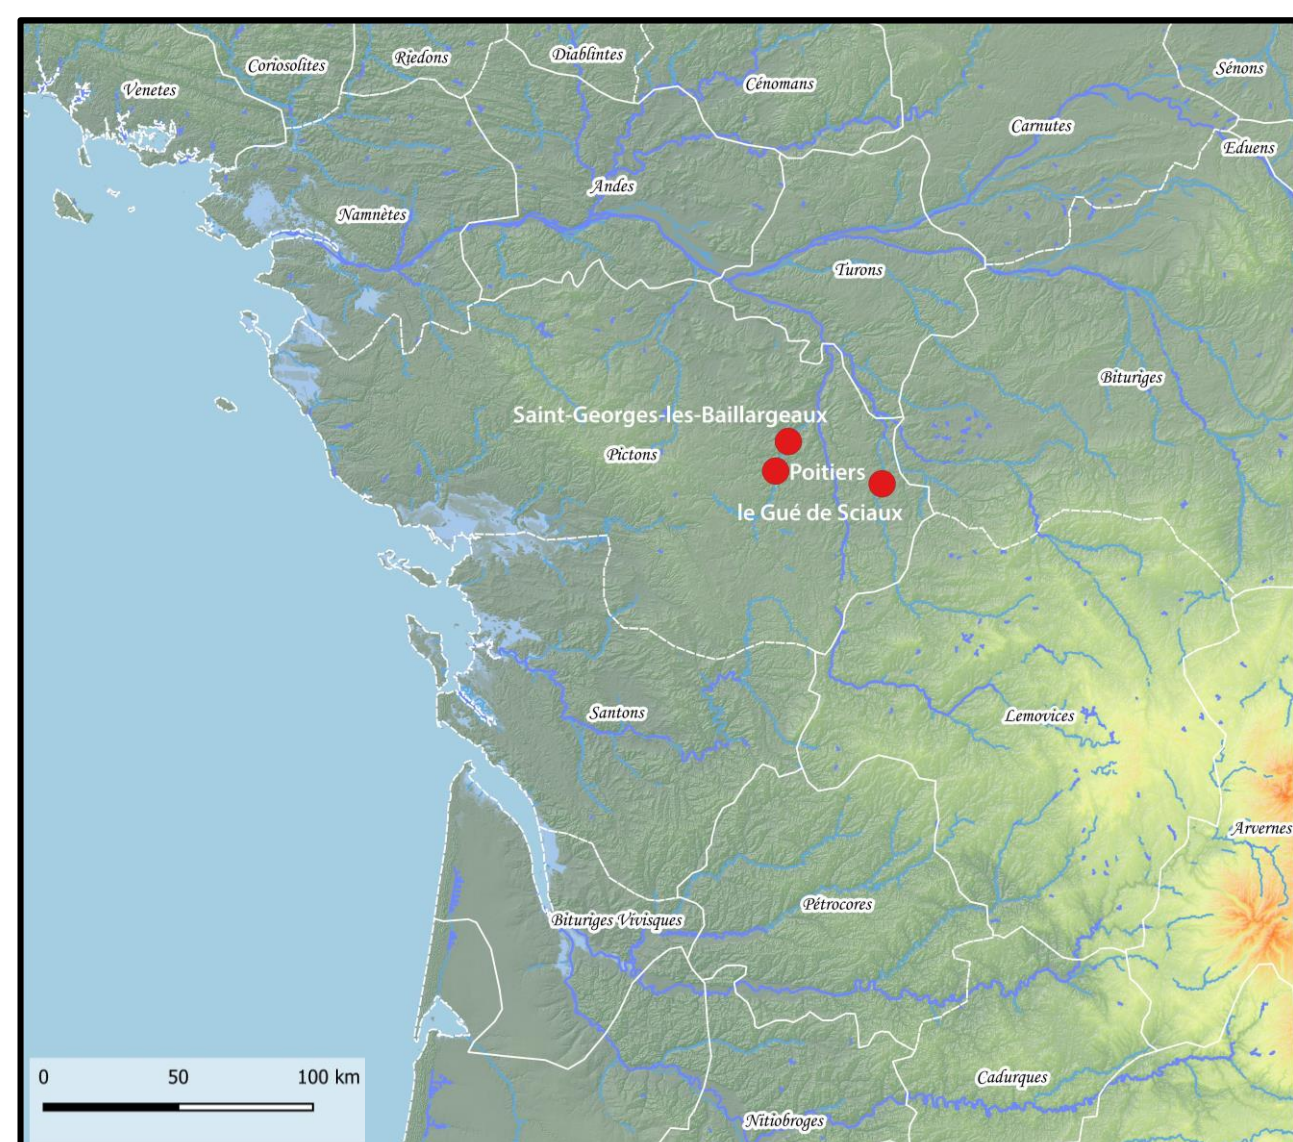 Diablintes
Riedons
Coriosolites
Sénons
Cénomans
Venetes
Carnutes
Eduens
Andes
Namnètes
Turons
Bituriges
Saint-Georges-les-Baillargeaux
Pictons
Poitiers
le Gué de Sciaux
Santons
Lemovices
Arvernes
Pétrocores
Bituriges Vivisques
0 50 100 km
Cadurques
Nitiobroges